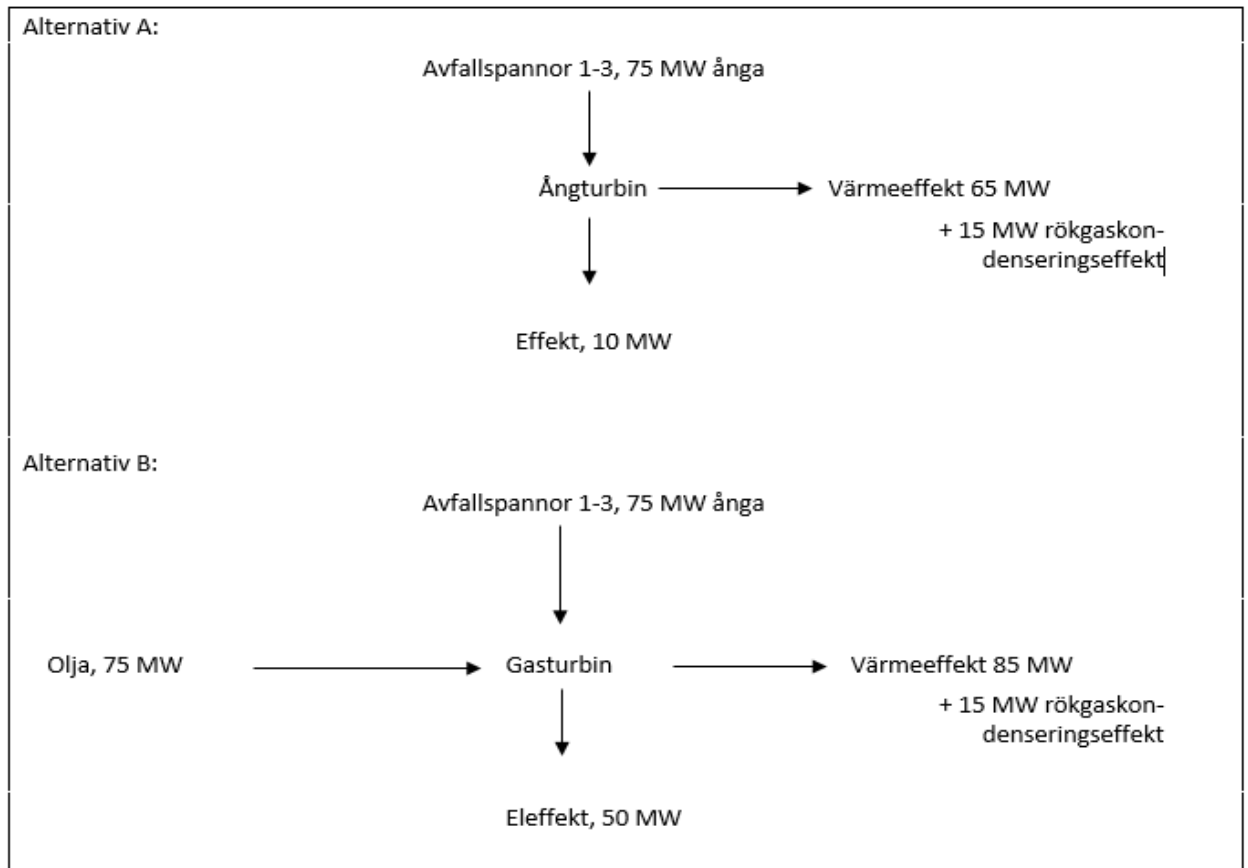 Alternativ A:
Avfallspannor 1-3, 75 MW ånga
Ångturbin
Värmeeffekt 65 MW
+ 15 MW rökgaskon-
denseringseffekt
Effekt, 10 MW
Alternativ B:
Avfallspannor 1-3, 75 MW ånga
Olja, 75 MW
Gasturbin
Värmeeffekt 85 MW
+ 15 MW rökgaskon-
denseringseffekt
Eleffekt, 50 MW